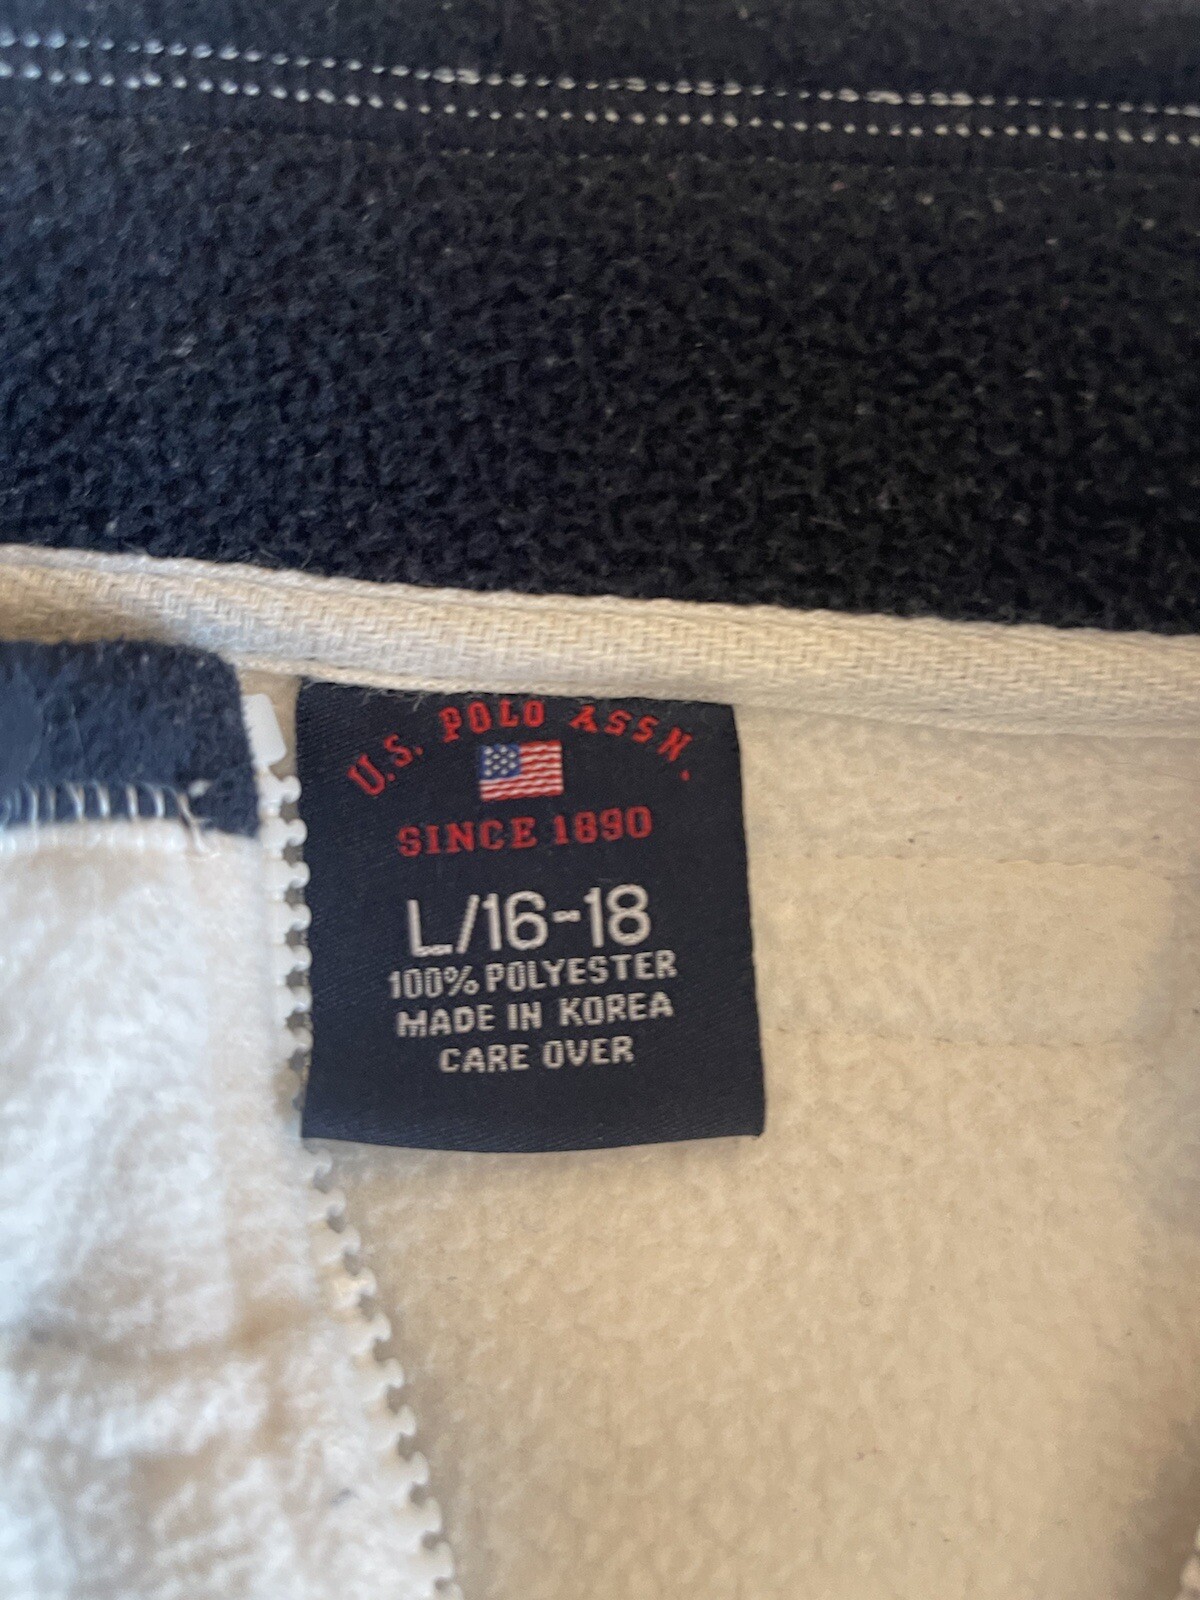 U.S. POLO ASSN.
SINCE 1890
L/16-18
100% POLYESTER
MADE IN KOREA
CARE OVER